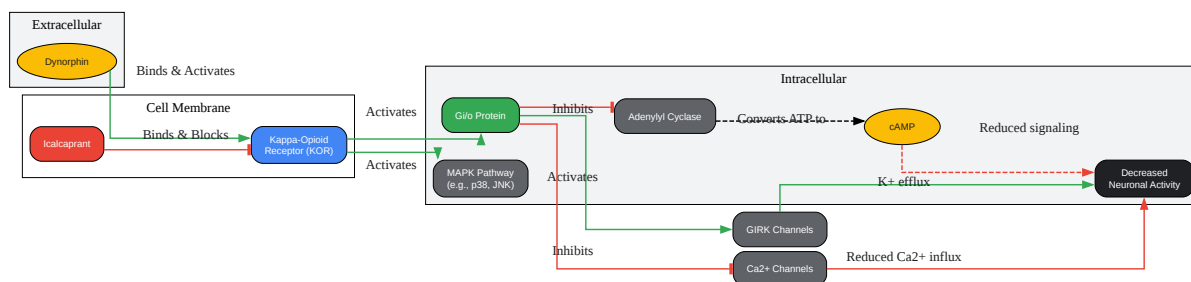 Extracellular
Dynorphin
Binds & Activates
Cell Membrane
Icalcaprant
Binds & Blocks
Kappa-Opioid
Receptor (KOR)
Activates
Activates
Intracellular
Gi/o Protein
Inhibits
Adenylyl Cyclase
Converts ATP to
cAMP
Reduced signaling
MAPK Pathway
(e.g., p38, JNK)
Activates
K+ efflux
Decreased
Neuronal Activity
GIRK Channels
Inhibits
Ca2+ Channels
Reduced Ca2+ influx